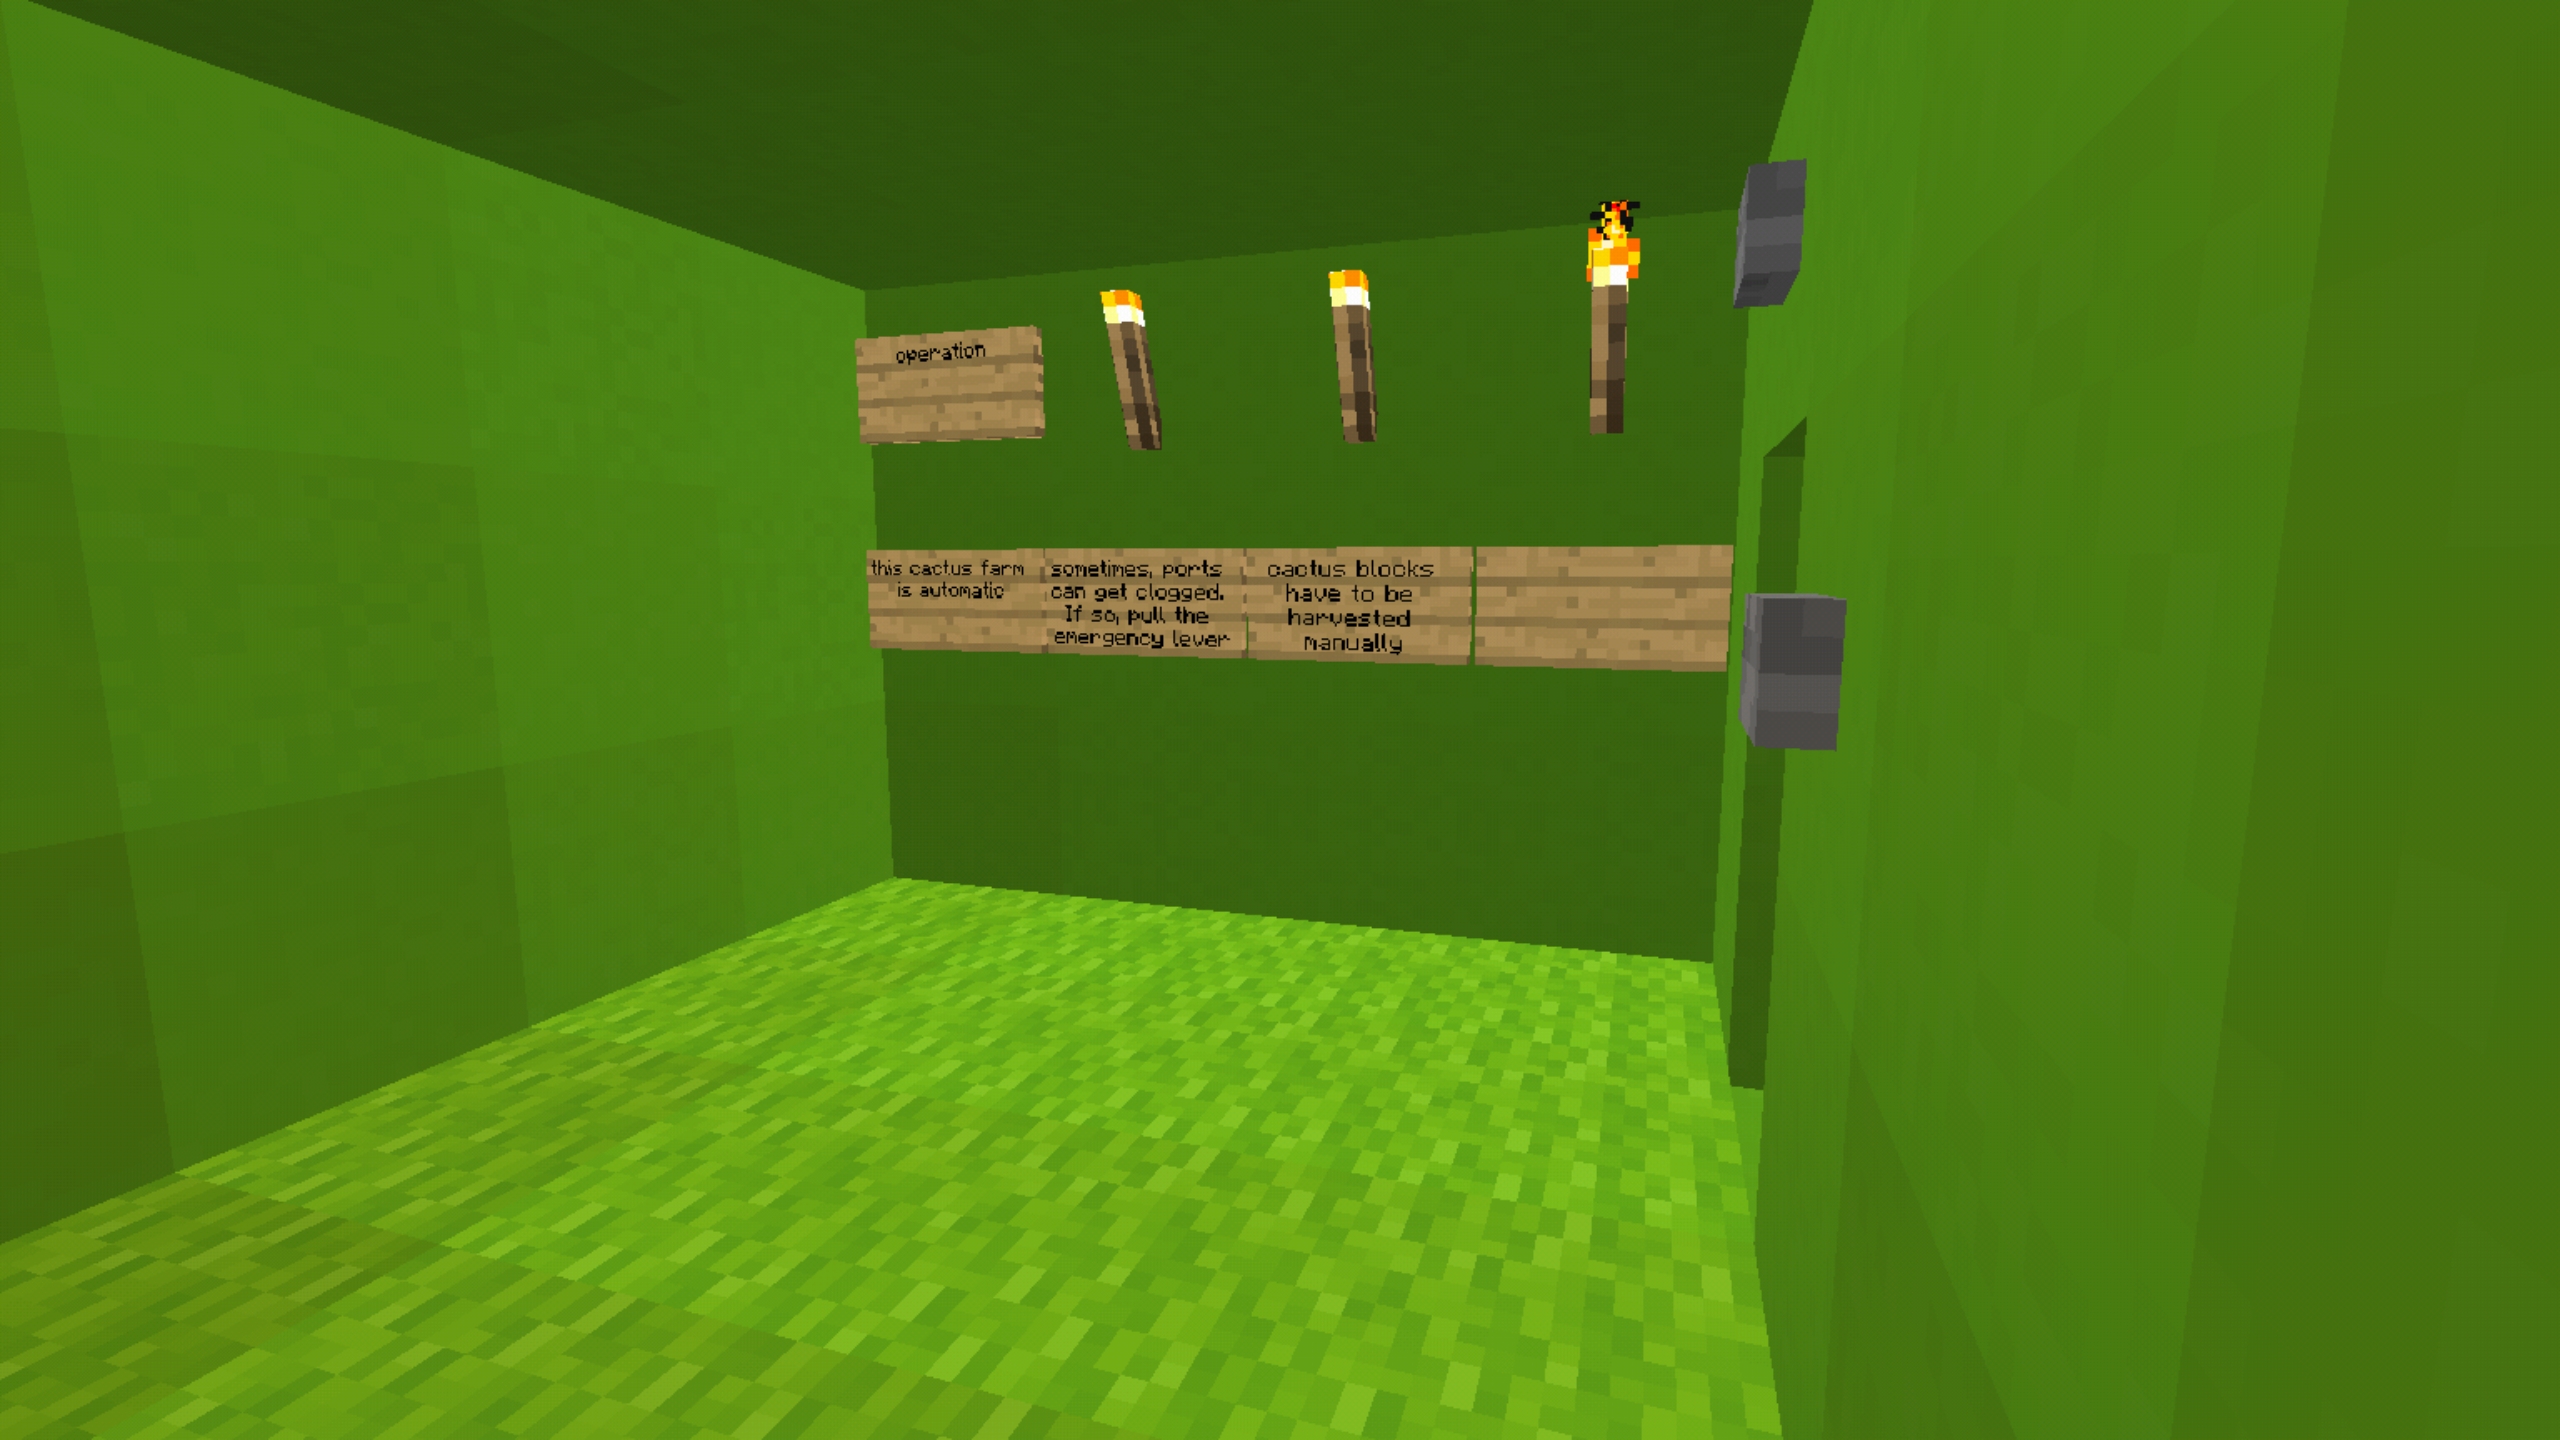 operation
this cactus farm
is automatic
sometimes, ports
can get clogged.
If so, pull the
emergency lever
cactus blocks
have to be
harvested
manually